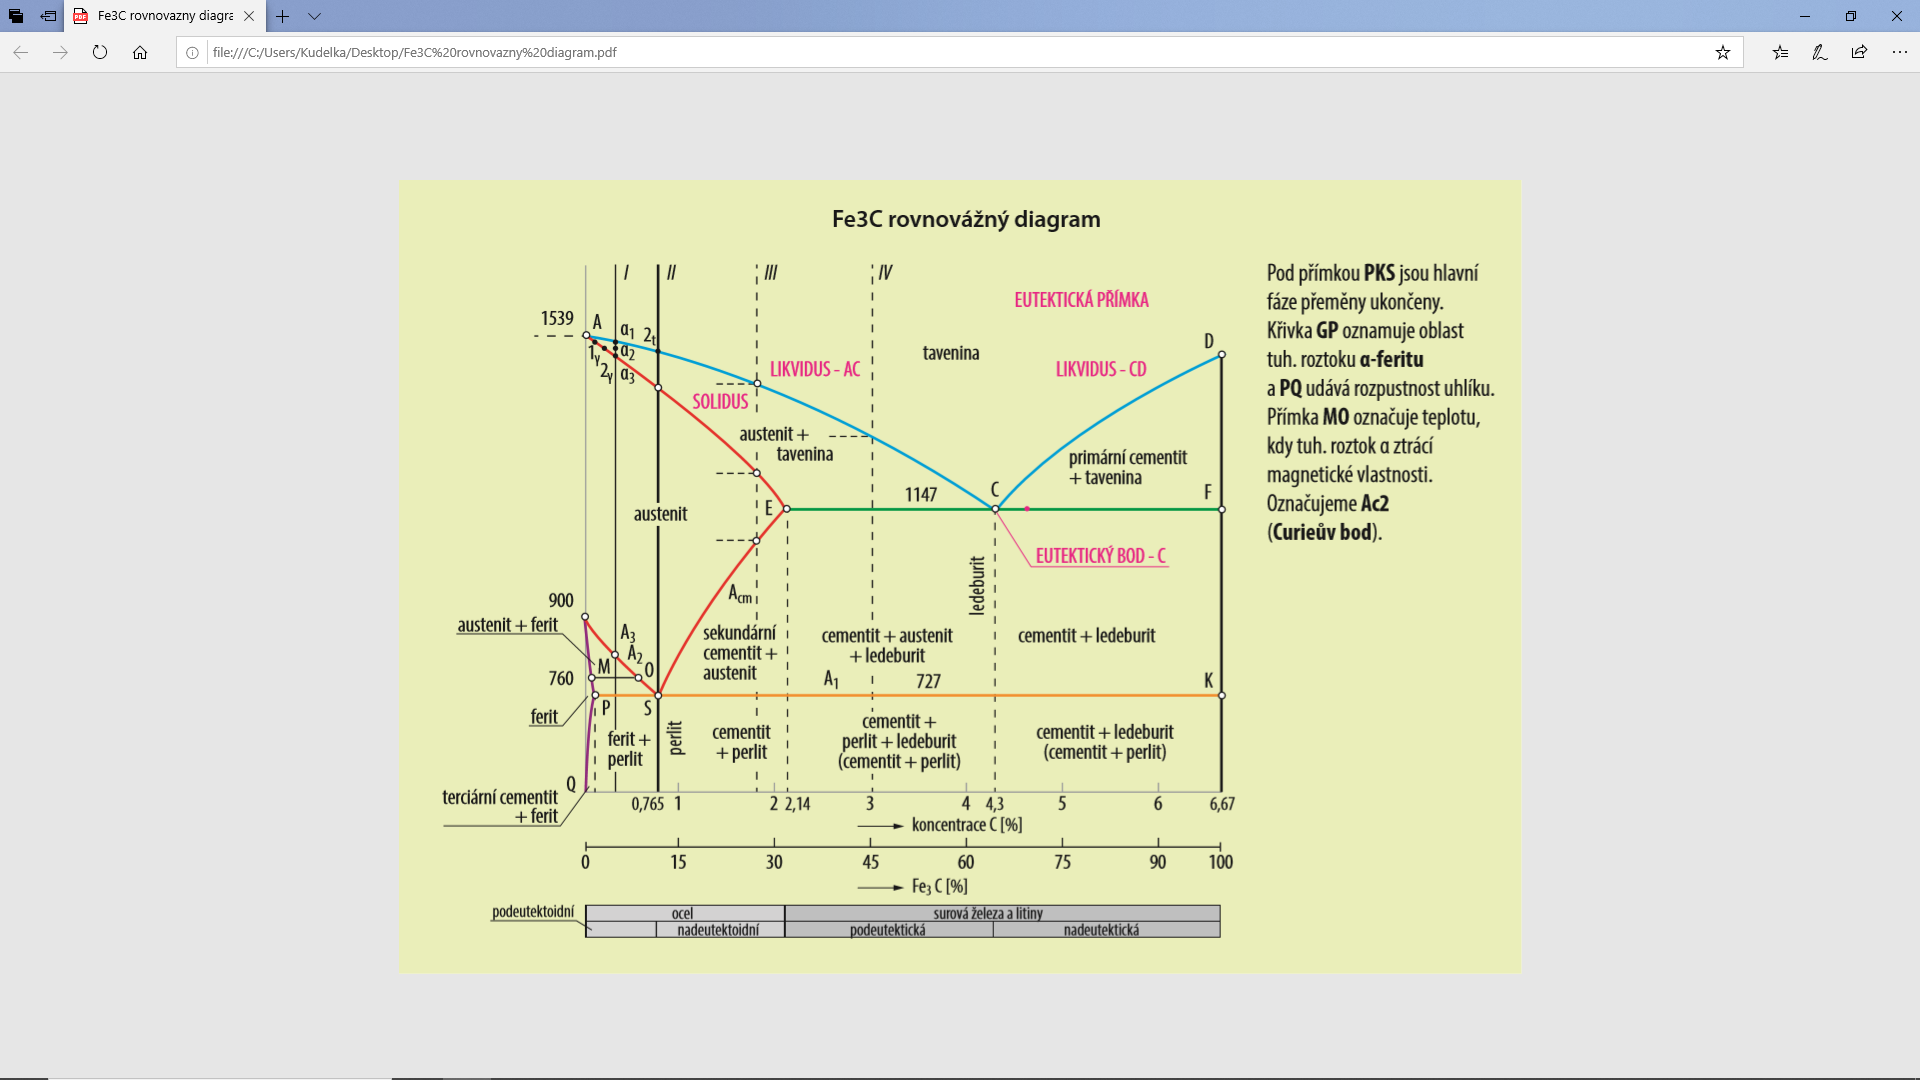 Fe3C rovnovazny diagra
file:///C:/Users/Kudelka/Desktop/Fe3C%20rovnovazny%20diagram.pdf
Fe3C rovnovážný diagram
I II III IV
EUTEKTICKÁ PŘÍMKA
1539 A α1 2t D
1γ α2
2γ α3
tavenina
LIKVIDUS - AC
LIKVIDUS - CD
SOLIDUS
austenit +
tavenina
primární cementit
+ tavenina
1147 C F
E
austenit
EUTEKTICKÝ BOD - C
ledeburit
Acm
900
austenit + ferit
A3
A2
M O
760
sekundární
cementit +
austenit
cementit + austenit
+ ledeburit
cementit + ledeburit
A1 727 K
P S
ferit
ferit +
perlit
perlit
cementit
+ perlit
cementit +
perlit + ledeburit
(cementit + perlit)
cementit + ledeburit
(cementit + perlit)
Q
terciární cementit
+ ferit
0,765 1 2 2,14 3 4 4,3 5 6 6,67
koncentrace C [%]
0 15 30 45 60 75 90 100
Fe3 C [%]
podeutektoidní
ocel surová železa a litiny
nadeutektoidní podeutektická nadeutektická
Pod přímkou PKS jsou hlavní
fáze přeměny ukončeny.
Křivka GP oznamuje oblast
tuh. roztoku α-feritu
a PQ udává rozpustnost uhlíku.
Přímka MO označuje teplotu,
kdy tuh. roztok α ztrácí
magnetické vlastnosti.
Označujeme Ac2
(Curieův bod).